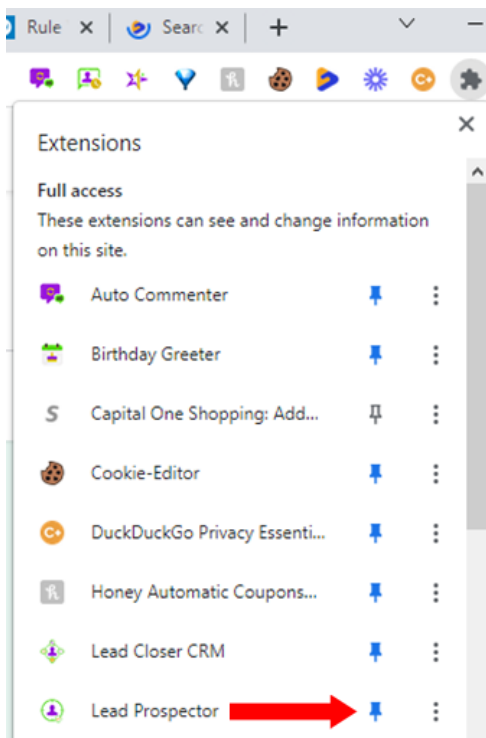 Rule
Searc
Extensions
Full access
These extensions can see and change information
on this site.
Auto Commenter
Birthday Greeter
Capital One Shopping: Add...
Cookie-Editor
DuckDuckGo Privacy Essenti...
Honey Automatic Coupons...
Lead Closer CRM
Lead Prospector